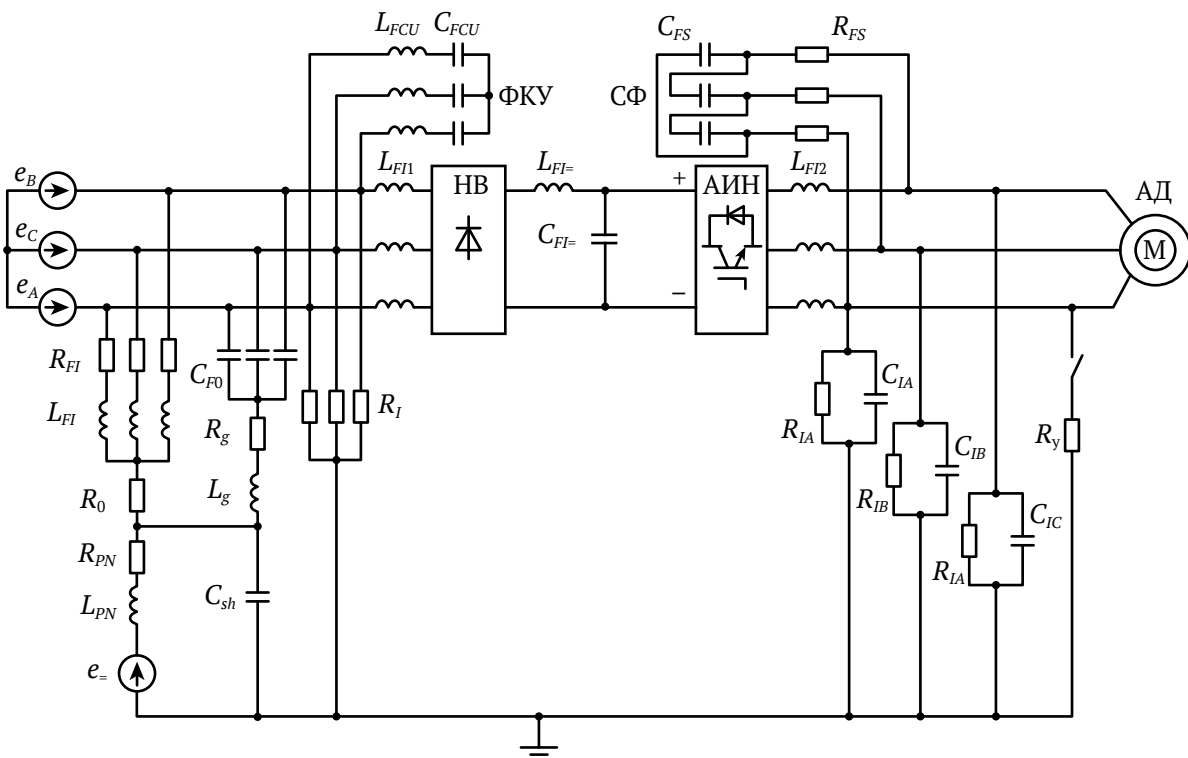 L_FCU C_FCU
C_FS R_FS
ФКУ
СФ
e_B
L_FI1
НВ
L_FI=
+
АИН
L_FI2
АД
e_C
C_FI=
М
e_A
−
R_FI
C_F0
C_IA
L_FI
R_g
R_I
R_IA
C_IB
R_у
L_g
R_0
R_IB
C_IC
R_PN
R_IA
L_PN
C_sh
e_=